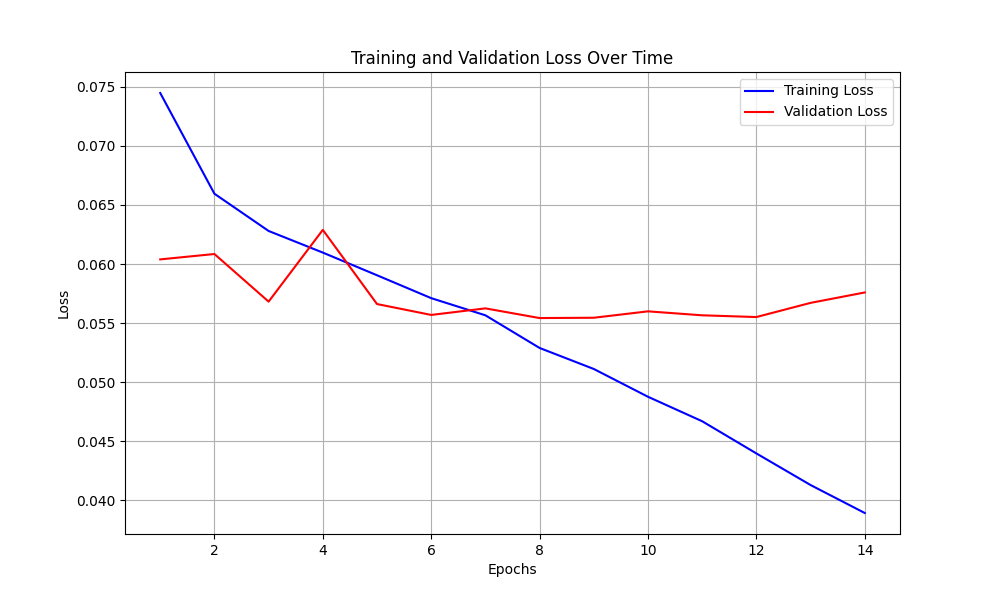 Training and Validation Loss Over Time
Training Loss
Validation Loss
0.075
0.070
0.065
0.060
0.055
0.050
0.045
0.040
Loss
2 4 6 8 10 12 14
Epochs